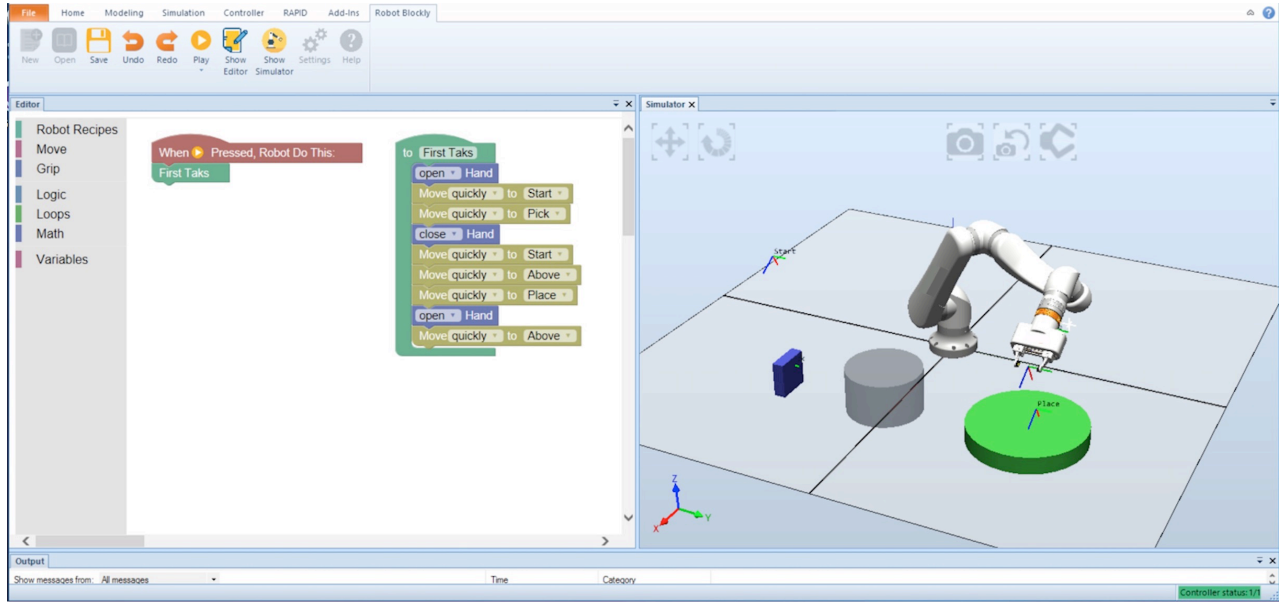 File Home Modeling Simulation Controller RAPID Add-Ins Robot Blockly
New Open Save Undo Redo Play Show Editor Show Simulator Settings Help
Editor
Robot Recipes
Move
Grip
Logic
Loops
Math
Variables
When Pressed, Robot Do This:
First Taks
to First Taks
open Hand
Move quickly to Start
Move quickly to Pick
close Hand
Move quickly to Start
Move quickly to Above
Move quickly to Place
open Hand
Move quickly to Above
Simulator
Start
Place
Z
X
Y
Output
Show messages from: All messages Time Category
Controller status: 1/1